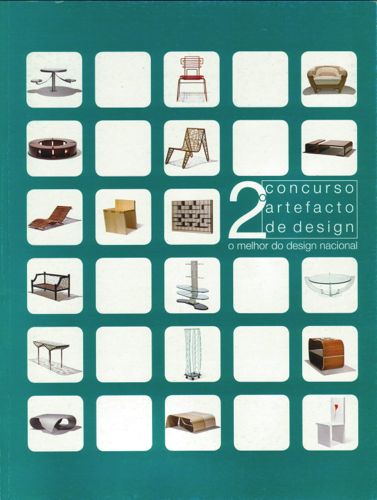 2º concurso
artefacto
de design
o melhor do design nacional